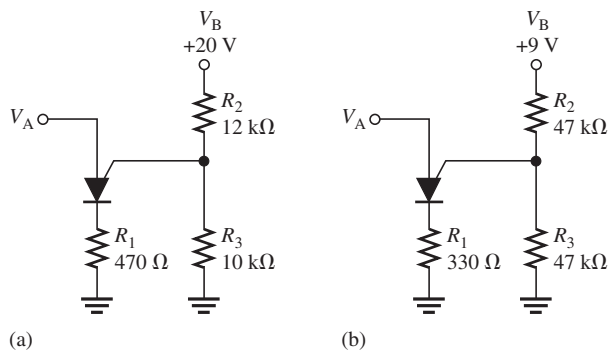 V_B
+20 V
R_2
12 kΩ
V_A
R_1
470 Ω
R_3
10 kΩ
(a)
V_B
+9 V
R_2
47 kΩ
V_A
R_1
330 Ω
R_3
47 kΩ
(b)